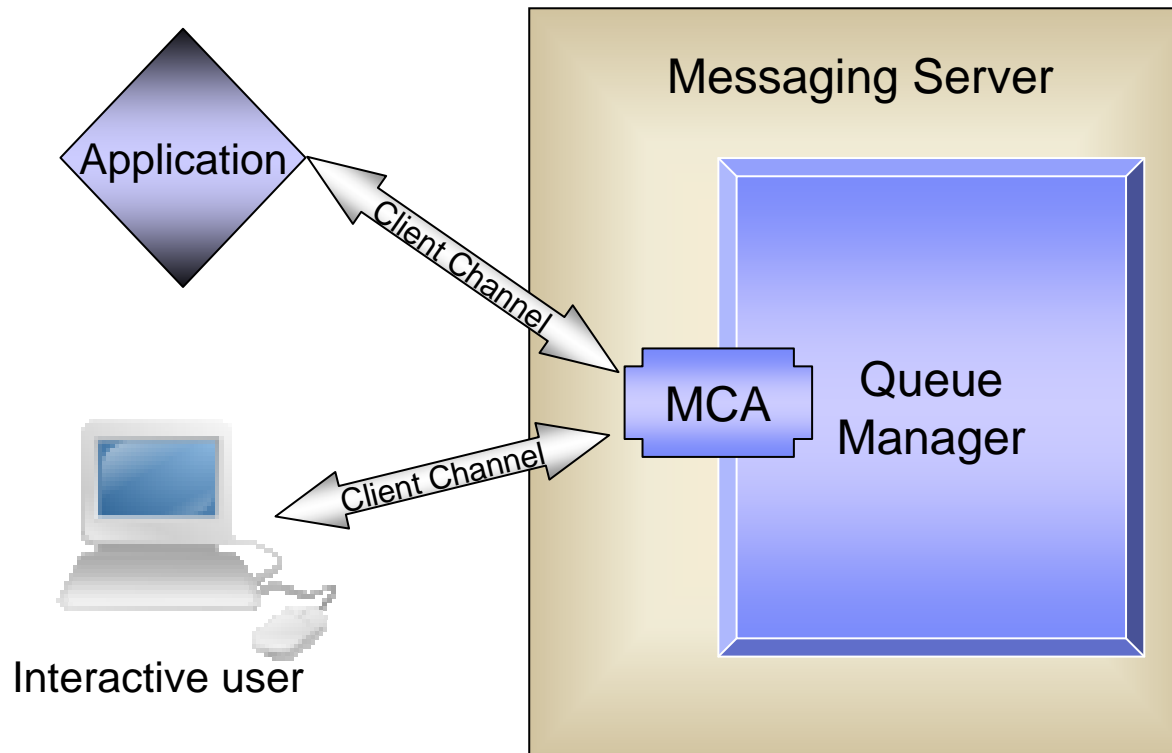 Messaging Server
Application
Client Channel
MCA
Queue
Manager
Client Channel
Interactive user